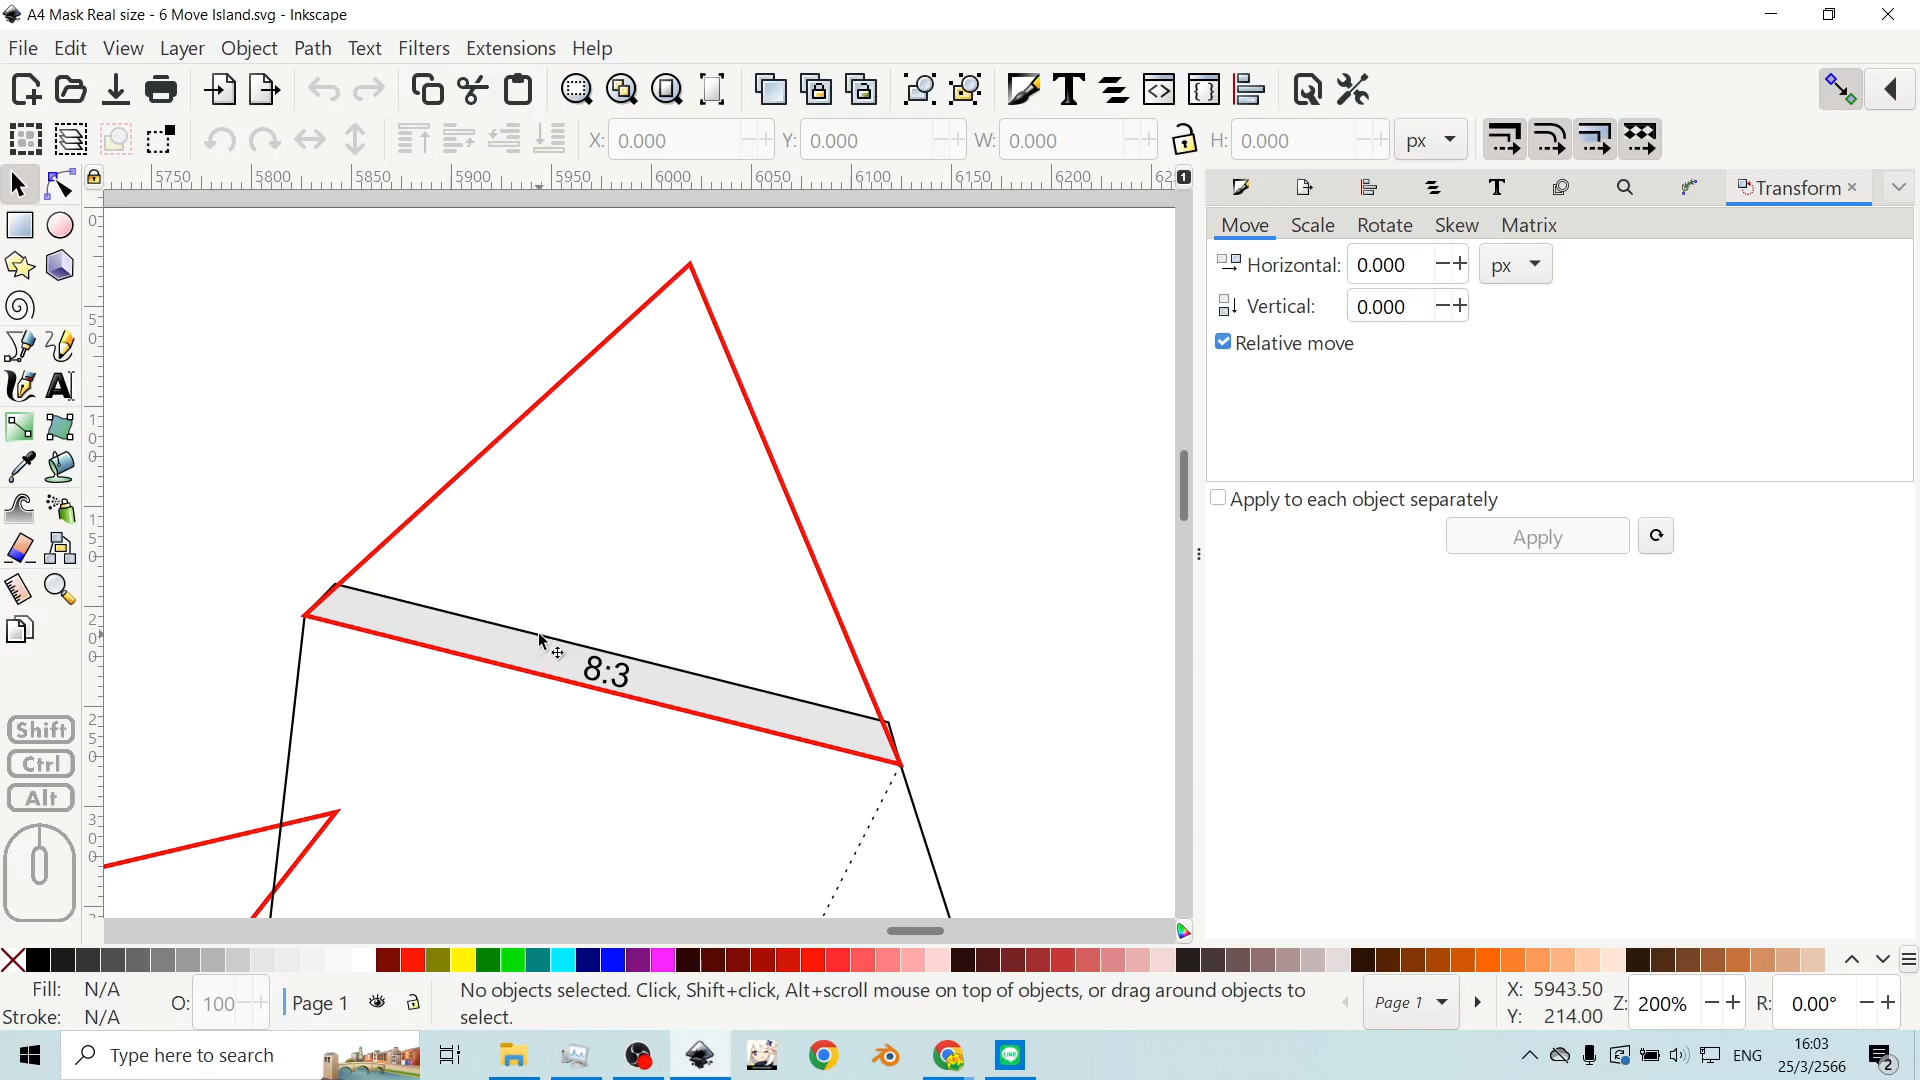 A4 Mask Real size - 6 Move Island.svg - Inkscape
File Edit View Layer Object Path Text Filters Extensions Help
X: 0.000 Y: 0.000 W: 0.000 H: 0.000 px
5750 5800 5850 5900 5950 6000 6050 6100 6150 6200 62
1
Transform
Move Scale Rotate Skew Matrix
Horizontal: 0.000 px
Vertical: 0.000
Relative move
Apply to each object separately
Apply
8:3
Shift
Ctrl
Alt
Fill: N/A
Stroke: N/A
O: 100
Page 1
No objects selected. Click, Shift+click, Alt+scroll mouse on top of objects, or drag around objects to
select.
Page 1
X: 5943.50
Y: 214.00
Z: 200%
R: 0.00°
Type here to search
ENG
16:03
25/3/2566
2